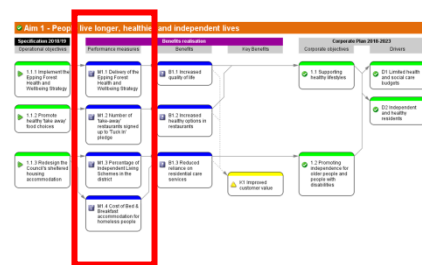 Aim 1 - People live longer, healthier and independent lives
Specification 2018/19
Benefits realisation
Corporate Plan 2018-2023
Operational objectives
Performance measures
Benefits
Key Benefits
Corporate objectives
Drivers
1.1.1 Implement the
Epping Forest
Health and
Wellbeing Strategy
M1.1 Delivery of the
Epping Forest
Health and
Wellbeing Strategy
B1.1 Increased
quality of life
1.1 Supporting
healthy lifestyles
D1 Limited health
and social care
budgets
1.1.2 Promote
healthy 'take away'
food choices
M1.2 Number of
'take-away'
restaurants signed
up to 'Tuck In'
pledge.
B1.2 Increased
healthy options in
restaurants
D2 Independent
and healthy
residents
1.1.3 Redesign the
Council's sheltered
housing
accommodation
M1.3 Percentage of
Independent Living
Schemes in the
district
B1.3 Reduced
reliance on
residential care
services
K1 Improved
customer value
1.2 Promoting
independence for
older people and
people with
disabilities
M1.4 Cost of Bed &
Breakfast
accommodation for
homeless people